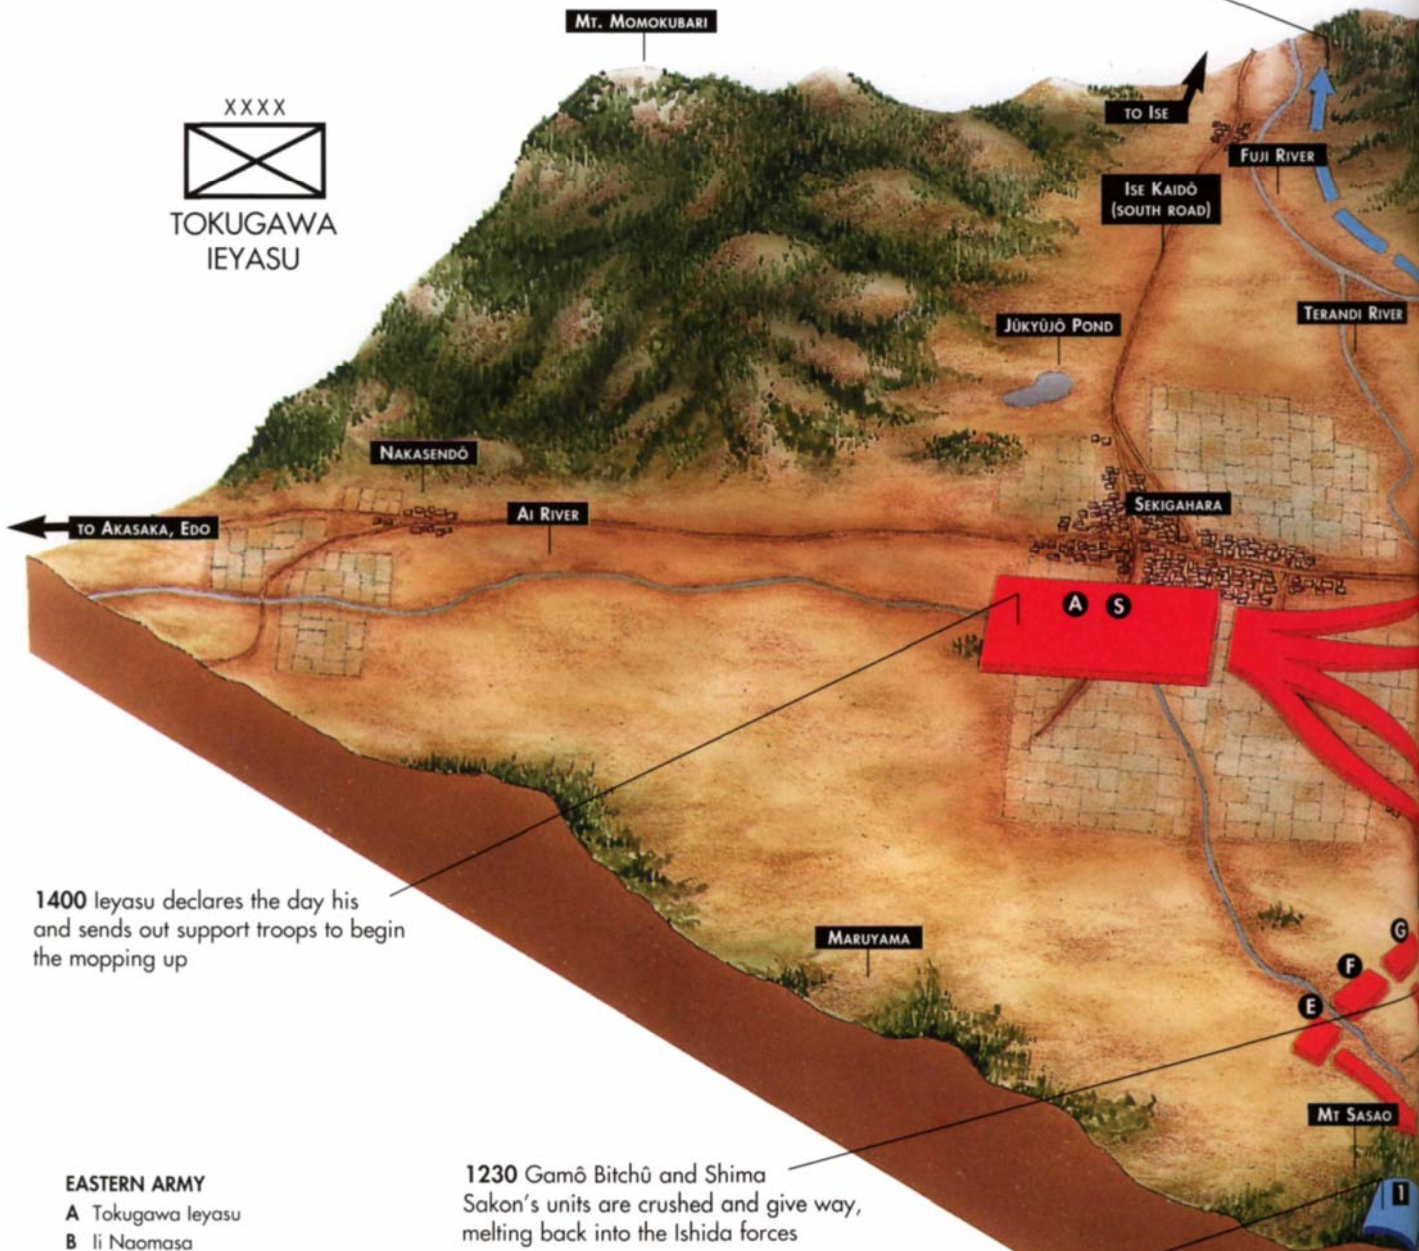 MT. MOMOKUBARI
XXXX
TOKUGAWA
IEYASU
TO ISE
FUJI RIVER
ISE KAIDÔ
(SOUTH ROAD)
JÛKYÛJÔ POND
TERANDI RIVER
NAKASENDÔ
SEKIGAHARA
AI RIVER
TO AKASAKA, EDO
A S
1400 Ieyasu declares the day his
and sends out support troops to begin
the mopping up
MARUYAMA
G
F
E
MT SASAO
1
1230 Gamô Bitchû and Shima
Sakon's units are crushed and give way,
melting back into the Ishida forces
EASTERN ARMY
A Tokugawa Ieyasu
B Ii Naomasa